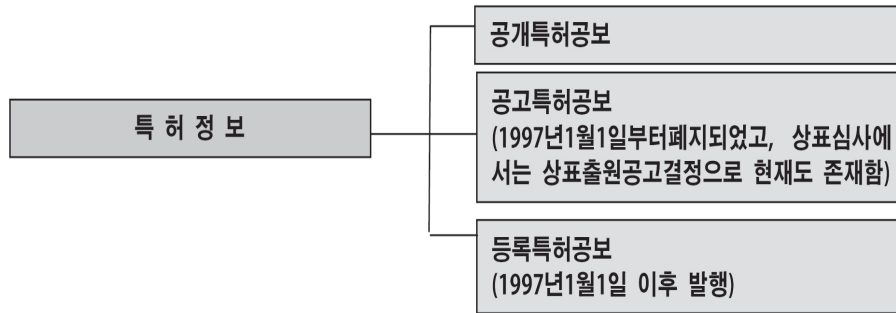 공개특허공보
특 허 정 보
공고특허공보
(1997년1월1일부터폐지되었고, 상표심사에
서는 상표출원공고결정으로 현재도 존재함)
등록특허공보
(1997년1월1일 이후 발행)